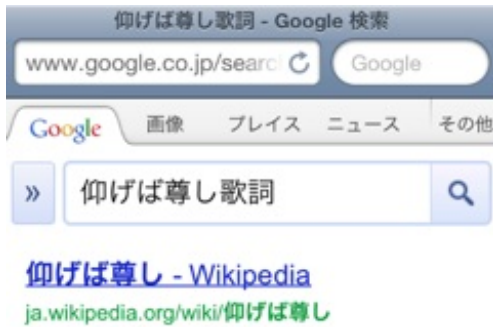 仰げば尊し歌詞 - Google 検索
www.google.co.jp/searc Google
Google 画像 プレイス ニュース その他
» 仰げば尊し歌詞
仰げば尊し - Wikipedia
ja.wikipedia.org/wiki/仰げば尊し